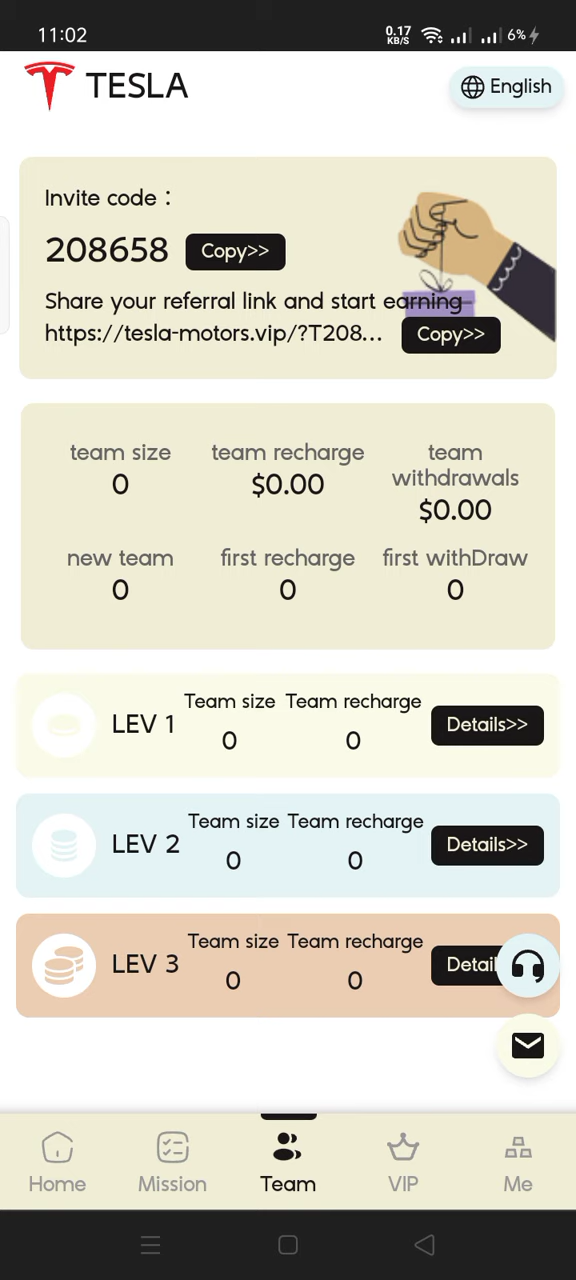 11:02
0.17
KB/S
6%
TESLA
English
Invite code :
208658 Copy>>
Share your referral link and start earning
https://tesla-motors.vip/?T208... Copy>>
team size team recharge team withdrawals
0 $0.00 $0.00
new team first recharge first withDraw
0 0 0
Team size Team recharge
LEV 1 0 0 Details>>
Team size Team recharge
LEV 2 0 0 Details>>
Team size Team recharge
LEV 3 0 0 Detail
Home Mission Team VIP Me